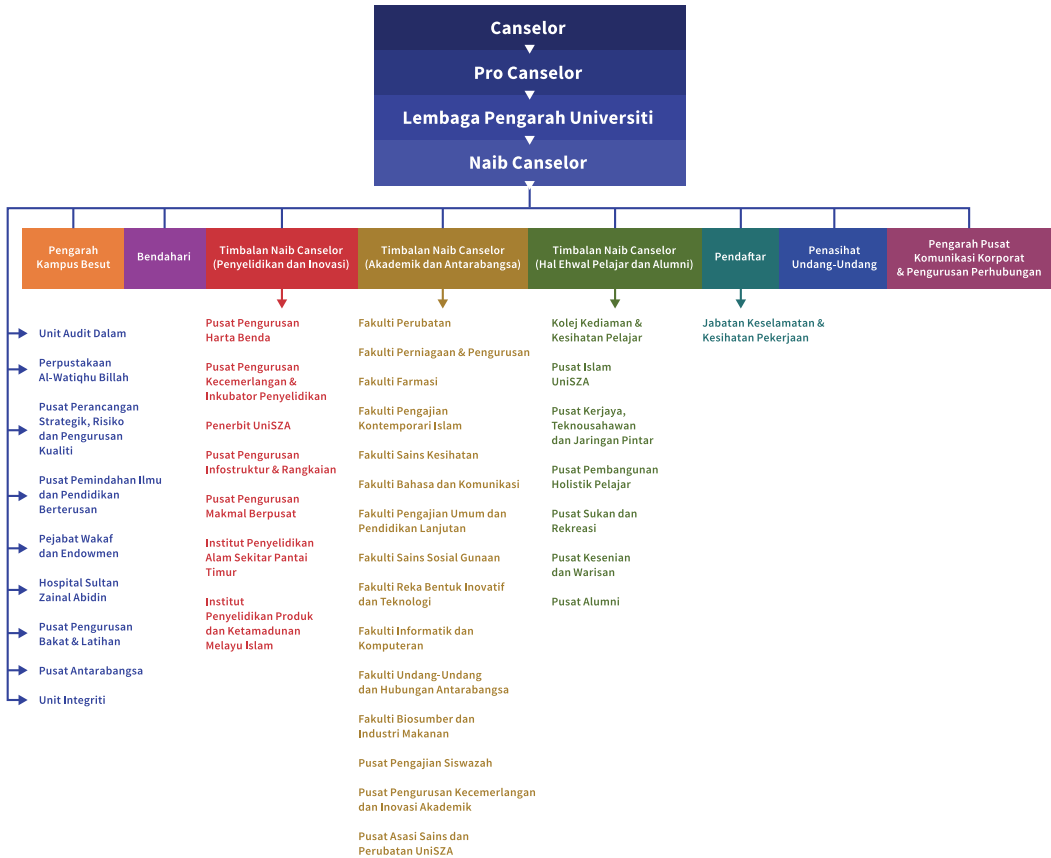 Canselor
Pro Canselor
Lembaga Pengarah Universiti
Naib Canselor
Pengarah
Kampus Besut
Bendahari
Timbalan Naib Canselor
(Penyelidikan dan Inovasi)
Timbalan Naib Canselor
(Akademik dan Antarabangsa)
Timbalan Naib Canselor
(Hal Ehwal Pelajar dan Alumni)
Pendaftar
Penasihat
Undang-Undang
Pengarah Pusat
Komunikasi Korporat
& Pengurusan Perhubungan
Unit Audit Dalam
Perpustakaan
Al-Watiqhu Billah
Pusat Perancangan
Strategik, Risiko
dan Pengurusan
Kualiti
Pusat Pemindahan Ilmu
dan Pendidikan
Berterusan
Pejabat Wakaf
dan Endowmen
Hospital Sultan
Zainal Abidin
Pusat Pengurusan
Bakat & Latihan
Pusat Antarabangsa
Unit Integriti
Pusat Pengurusan
Harta Benda
Pusat Pengurusan
Kecemerlangan &
Inkubator Penyelidikan
Penerbit UniSZA
Pusat Pengurusan
Infostruktur & Rangkaian
Pusat Pengurusan
Makmal Berpusat
Institut Penyelidikan
Alam Sekitar Pantai
Timur
Institut
Penyelidikan Produk
dan Ketamadunan
Melayu Islam
Fakulti Perubatan
Fakulti Perniagaan & Pengurusan
Fakulti Farmasi
Fakulti Pengajian
Kontemporari Islam
Fakulti Sains Kesihatan
Fakulti Bahasa dan Komunikasi
Fakulti Pengajian Umum dan
Pendidikan Lanjutan
Fakulti Sains Sosial Gunaan
Fakulti Reka Bentuk Inovatif
dan Teknologi
Fakulti Informatik dan
Komputeran
Fakulti Undang-Undang
dan Hubungan Antarabangsa
Fakulti Biosumber dan
Industri Makanan
Pusat Pengajian Siswazah
Pusat Pengurusan Kecemerlangan
dan Inovasi Akademik
Pusat Asasi Sains dan
Perubatan UniSZA
Kolej Kediaman &
Kesihatan Pelajar
Pusat Islam
UniSZA
Pusat Kerjaya,
Teknousahawan
dan Jaringan Pintar
Pusat Pembangunan
Holistik Pelajar
Pusat Sukan dan
Rekreasi
Pusat Kesenian
dan Warisan
Pusat Alumni
Jabatan Keselamatan &
Kesihatan Pekerjaan